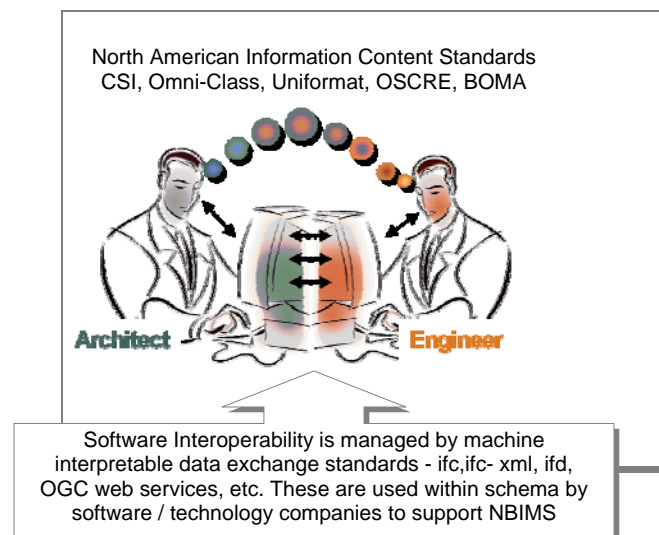 North American Information Content Standards
CSI, Omni-Class, Uniformat, OSCRE, BOMA
Architect
Engineer
Software Interoperability is managed by machine
interpretable data exchange standards - ifc,ifc- xml, ifd,
OGC web services, etc. These are used within schema by
software / technology companies to support NBIMS